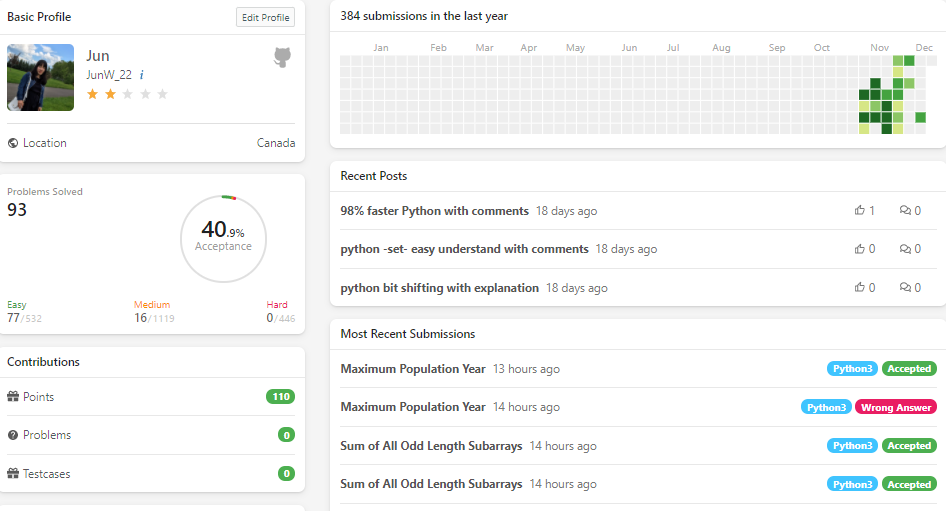 Basic Profile
Edit Profile
Jun
JunW_22 i
Location Canada
Problems Solved
93
40.9%
Acceptance
Easy Medium Hard
77/532 16/1119 0/446
Contributions
Points 110
Problems 0
Testcases 0
384 submissions in the last year
Jan Feb Mar Apr May Jun Jul Aug Sep Oct Nov Dec
Recent Posts
98% faster Python with comments 18 days ago 1 0
python -set- easy understand with comments 18 days ago 0 0
python bit shifting with explanation 18 days ago 0 0
Most Recent Submissions
Maximum Population Year 13 hours ago Python3 Accepted
Maximum Population Year 14 hours ago Python3 Wrong Answer
Sum of All Odd Length Subarrays 14 hours ago Python3 Accepted
Sum of All Odd Length Subarrays 14 hours ago Python3 Accepted